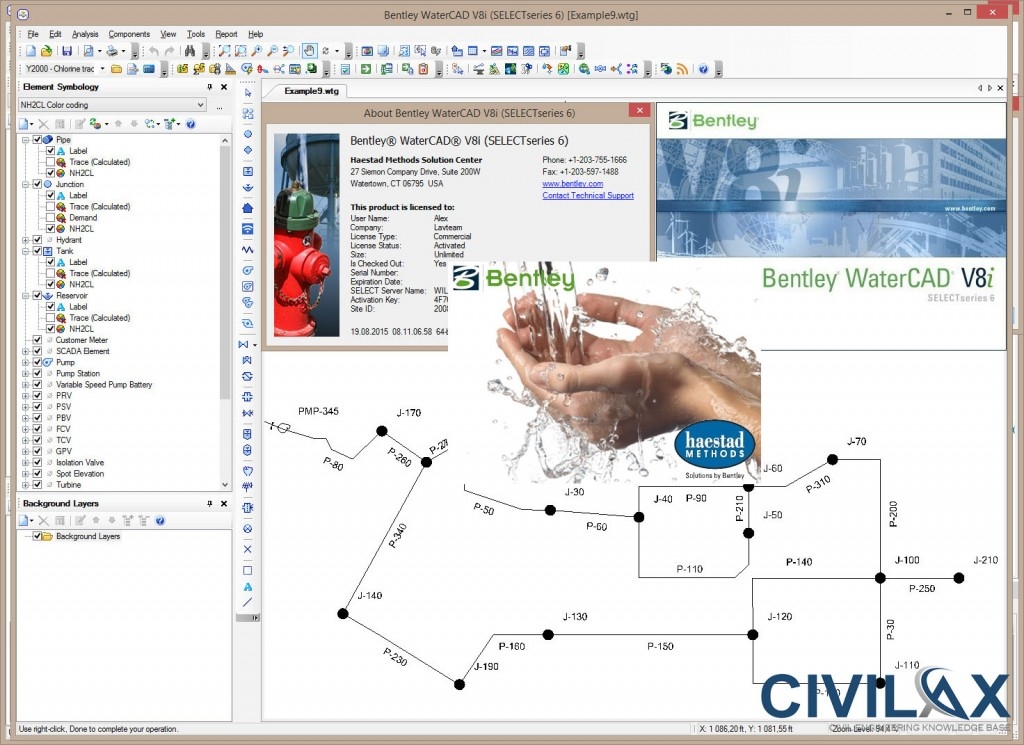 Bentley WaterCAD V8i (SELECTseries 6) [Example9.wtg]
File Edit Analysis Components View Tools Report Help
Y2000 - Chlorine trac
Element Symbology
NH2CL Color coding
...
Pipe
Label
Trace (Calculated)
NH2CL
Junction
Label
Trace (Calculated)
Demand
NH2CL
Hydrant
Tank
Label
Trace (Calculated)
NH2CL
Reservoir
Label
Trace (Calculated)
NH2CL
Customer Meter
SCADA Element
Pump
Pump Station
Variable Speed Pump Battery
PRV
PSV
PBV
FCV
TCV
GPV
Isolation Valve
Spot Elevation
Turbine
Background Layers
Background Layers
Example9.wtg
About Bentley WaterCAD V8i (SELECTseries 6)
Bentley® WaterCAD® V8i (SELECTseries 6)
Haestad Methods Solution Center
27 Siemon Company Drive, Suite 200W
Watertown, CT 06795 USA
Phone: +1-203-755-1666
Fax: +1-203-597-1488
www.bentley.com
Contact Technical Support
This product is licensed to:
User Name: Alex
Company: Lavteam
License Type: Commercial
License Status: Activated
Size: Unlimited
Is Checked Out: Yes
Serial Number:
Expiration Date:
SELECT Server Name: WIL
Activation Key: 4F7
Site ID: 200
19.08.2015 08.11.06.58 64-
Bentley
www.bentley.com
Bentley
Bentley WaterCAD® V8i
SELECTseries 6
haestad
METHODS
Solutions by Bentley
PMP-345
J-170
P-80
P-260
P-340
J-140
P-230
J-190
P-160
J-130
P-150
J-120
P-50
J-30
P-60
J-40
P-90
P-210
J-60
J-50
P-110
P-310
J-70
P-200
P-140
J-100
J-210
P-250
P-30
J-110
CIVILAX
CIVIL ENGINEERING KNOWLEDGE BASE
Use right-click, Done to complete your operation.
X: 1 086,20 ft, Y: 1 081,55 ft
Zoom Level: 94,4 %